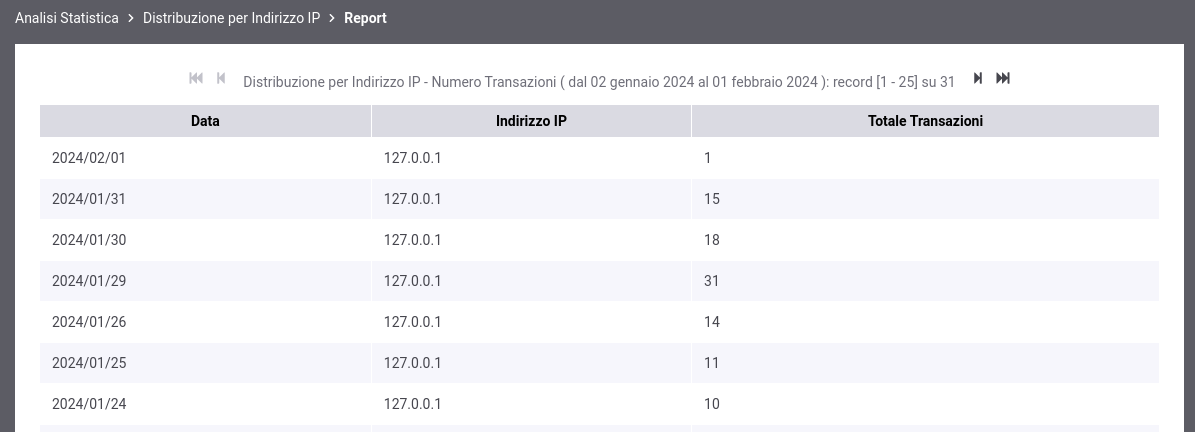 Analisi Statistica > Distribuzione per Indirizzo IP > Report
Distribuzione per Indirizzo IP - Numero Transazioni ( dal 02 gennaio 2024 al 01 febbraio 2024 ): record [1 - 25] su 31
Data Indirizzo IP Totale Transazioni
2024/02/01 127.0.0.1 1
2024/01/31 127.0.0.1 15
2024/01/30 127.0.0.1 18
2024/01/29 127.0.0.1 31
2024/01/26 127.0.0.1 14
2024/01/25 127.0.0.1 11
2024/01/24 127.0.0.1 10